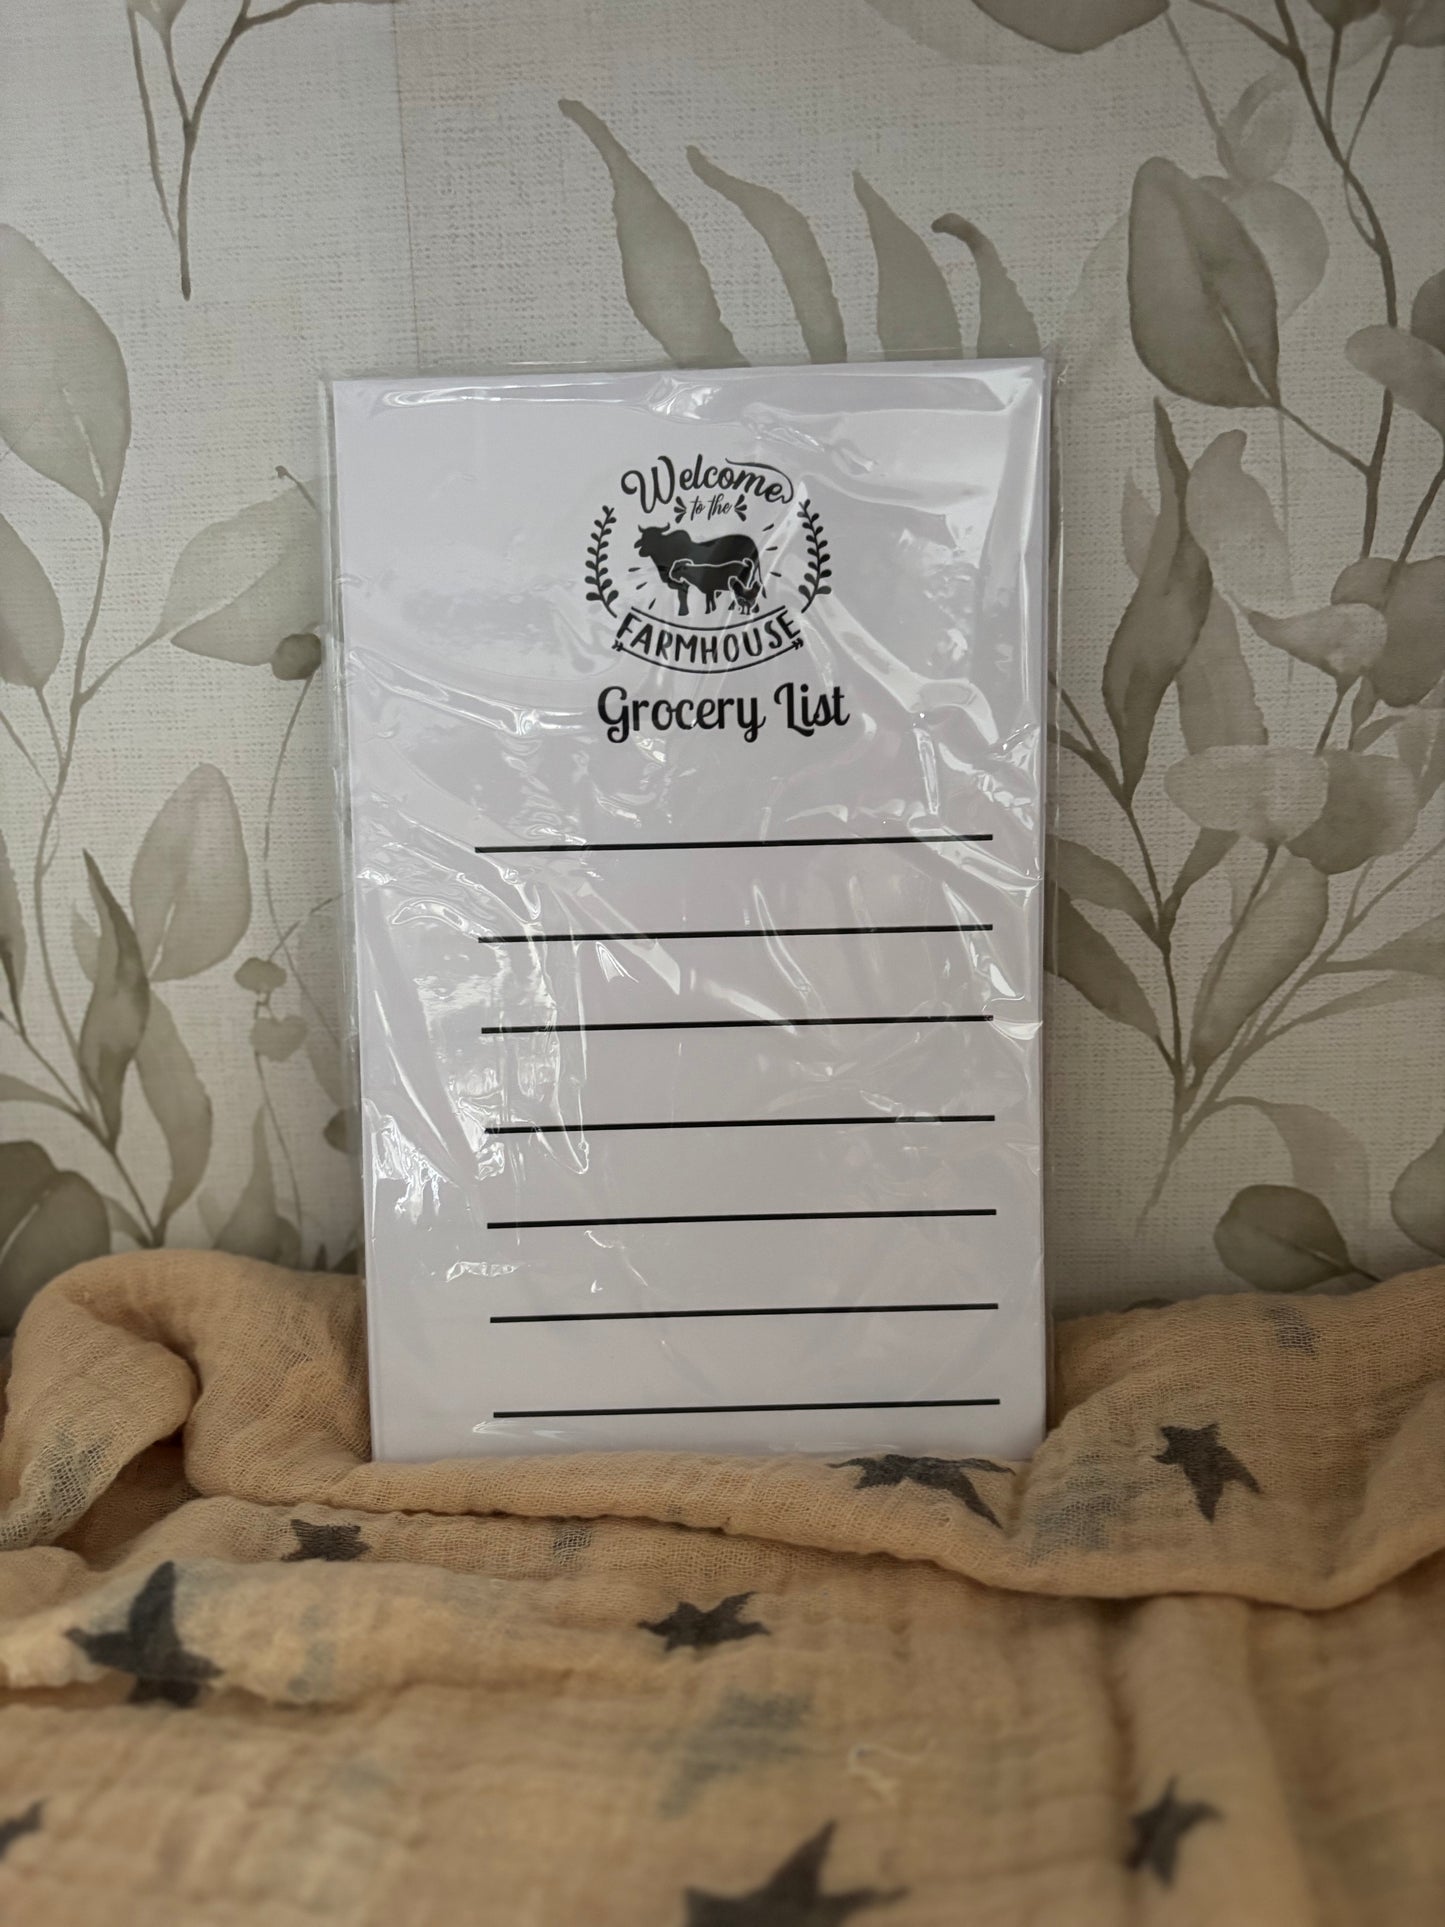 Welcome
to the
FARMHOUSE
Grocery List